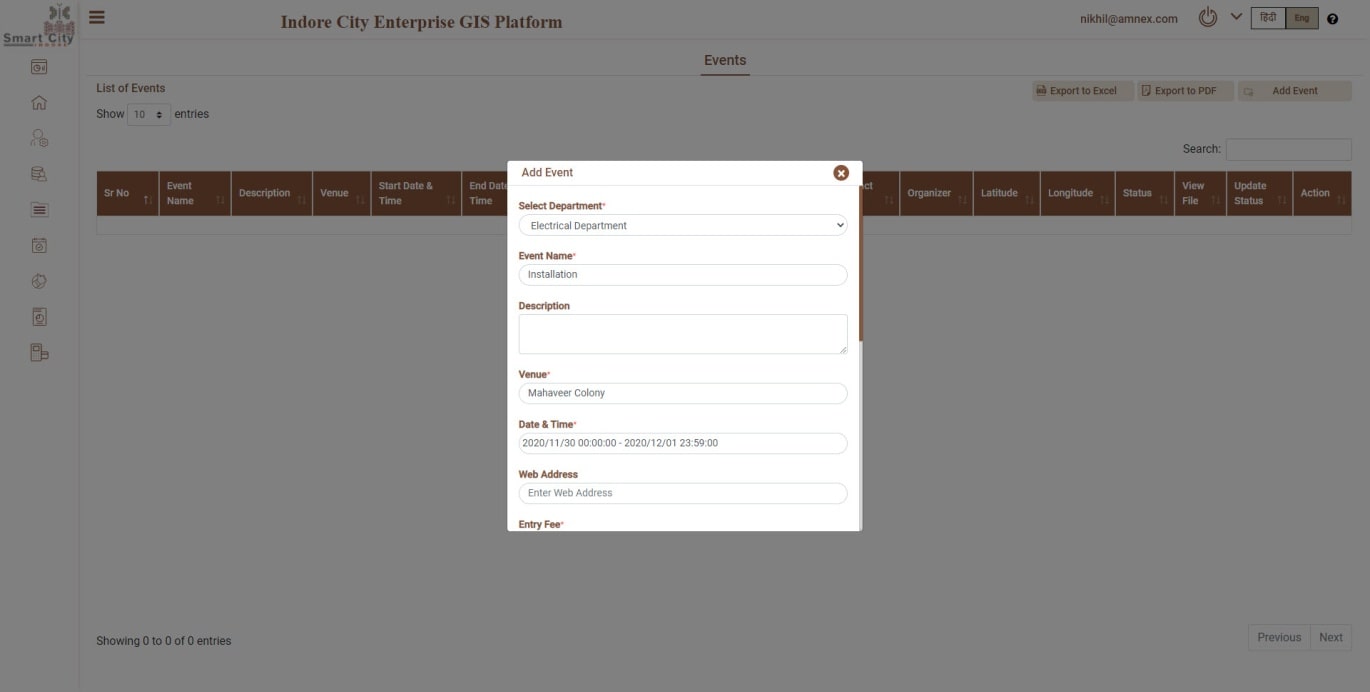 Smart City
INDORE
Indore City Enterprise GIS Platform
nikhil@amnex.com
हिंदी
Eng
?
Events
List of Events
Export to Excel
Export to PDF
Add Event
Show 10 entries
Search:
Sr No
Event Name
Description
Venue
Start Date & Time
End Date
Time
ct
Organizer
Latitude
Longitude
Status
View File
Update Status
Action
Add Event
Select Department*
Electrical Department
Event Name*
Installation
Description
Venue*
Mahaveer Colony
Date & Time*
2020/11/30 00:00:00 - 2020/12/01 23:59:00
Web Address
Enter Web Address
Entry Fee*
Showing 0 to 0 of 0 entries
Previous
Next